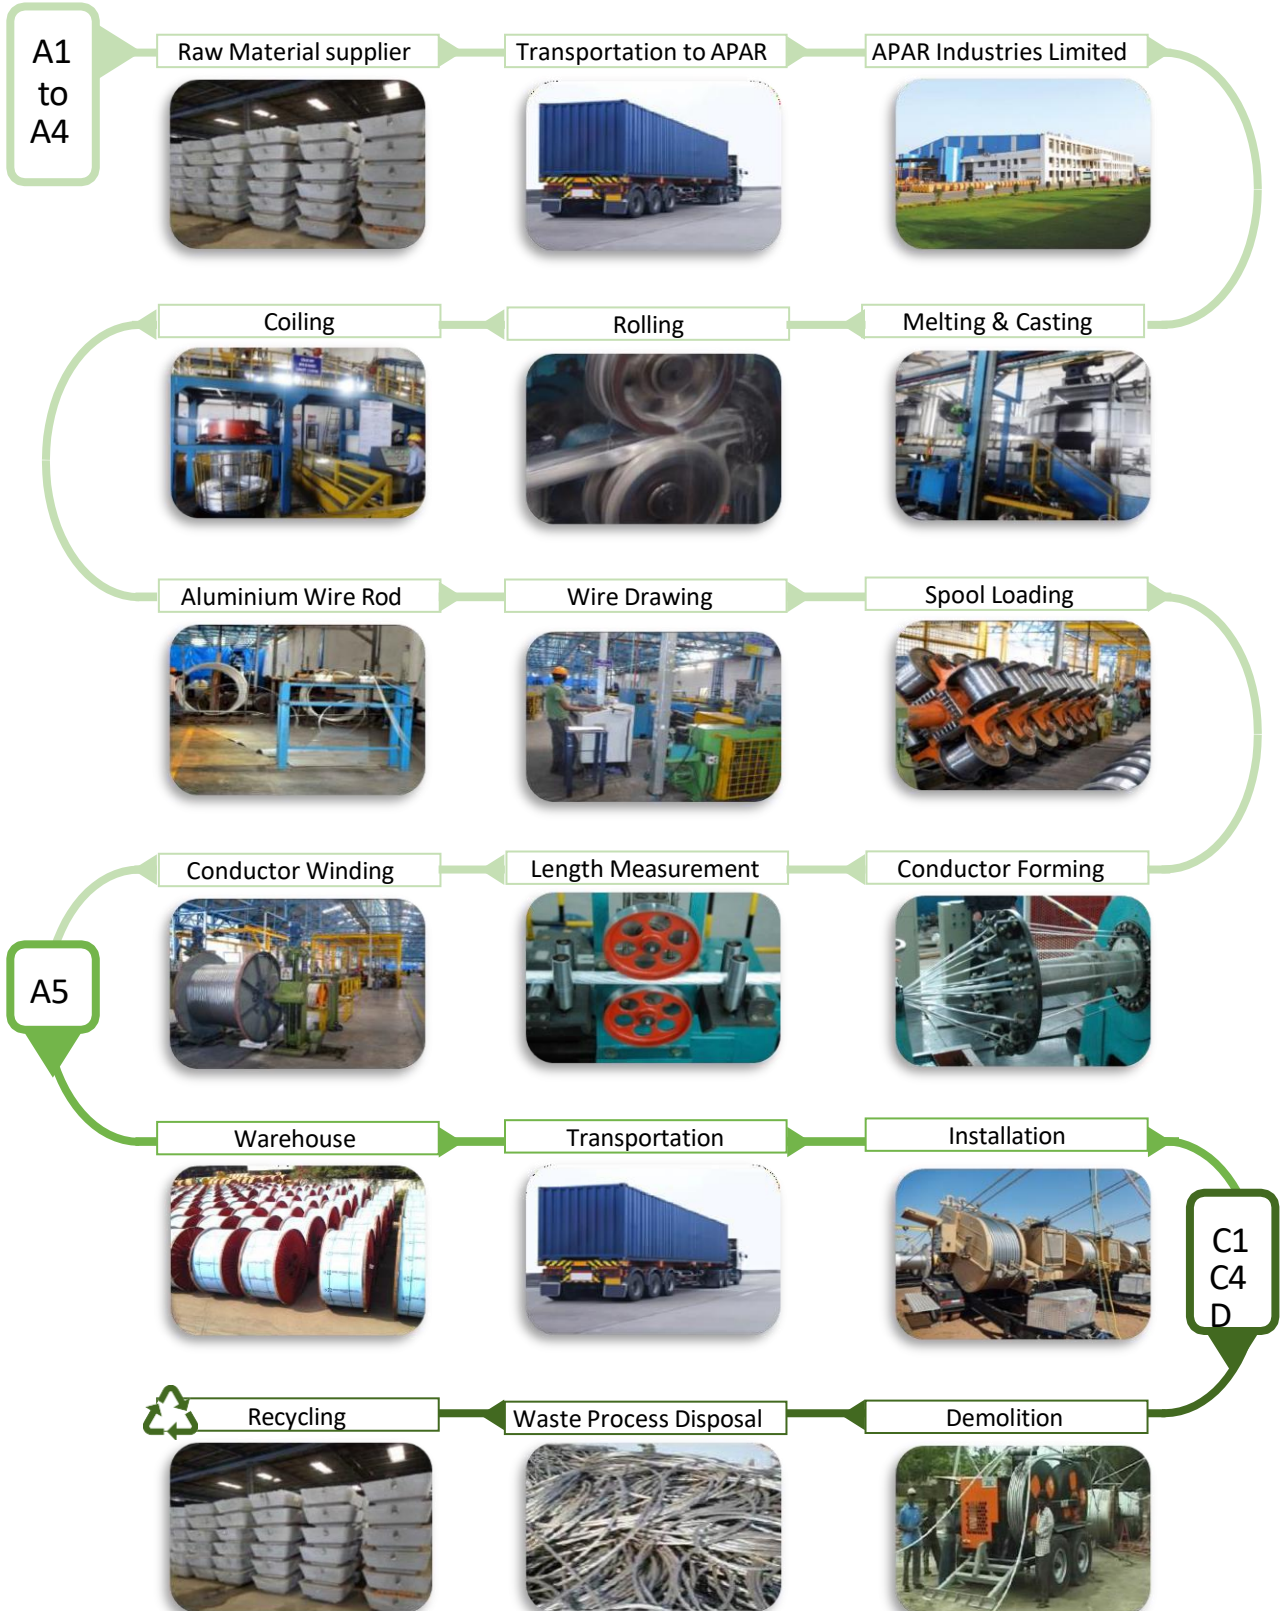 A1
to
A4
Raw Material supplier
Transportation to APAR
APAR Industries Limited
Coiling
Rolling
Melting & Casting
Aluminium Wire Rod
Wire Drawing
Spool Loading
Conductor Winding
Length Measurement
Conductor Forming
A5
Warehouse
Transportation
Installation
C1
C4
D
Recycling
Waste Process Disposal
Demolition